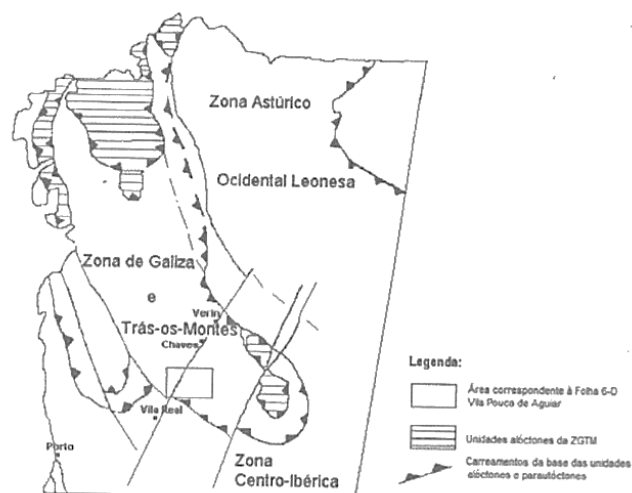 Zona Astúrico
Ocidental Leonesa
Zona de Galiza
e
Verín
Trás-os-Montes
Chaves
Vila Real
Porto
Zona
Centro-Ibérica
Legenda:
Área correspondente à Folha 6-D
Vila Pouca de Aguiar
Unidades alóctones da ZGTM
Carreamentos da base das unidades
alóctones e parautóctones